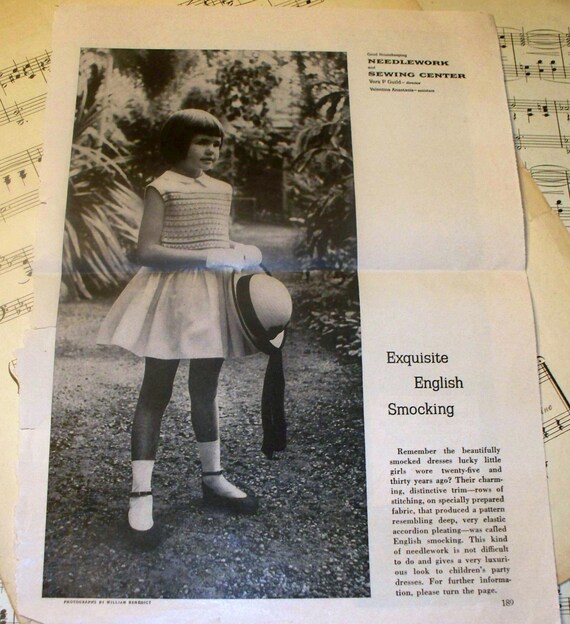 Good Housekeeping
NEEDLEWORK
and
SEWING CENTER
Vera P. Guild—
Exquisite
English
Smocking
Remember the beautifully
smocked dresses lucky little
girls wore twenty-five and
thirty years ago? Their charm-
ing, distinctive trim—rows of
stitching, on specially prepared
fabric, that produced a pattern
resembling deep, very elastic
accordion pleating—was called
English smocking. This kind
of needlework is not difficult
to do and gives a very luxuri-
ous look to children's party
dresses. For further informa-
tion, please turn the page.
PHOTOGRAPHS BY WILLIAM BENEDICT
189